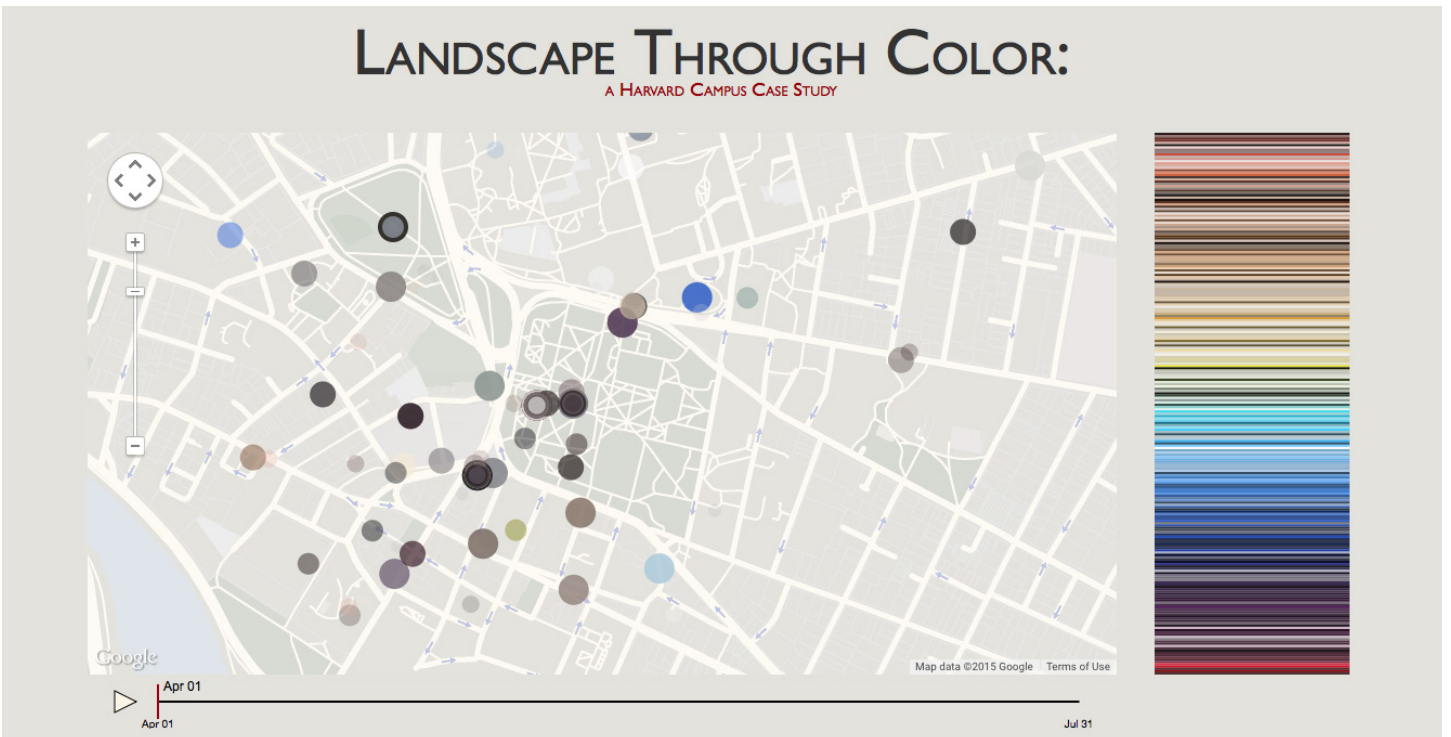 LANDSCAPE THROUGH COLOR:
A HARVARD CAMPUS CASE STUDY
Google
Map data ©2015 Google Terms of Use
Apr 01
Apr 01
Jul 31